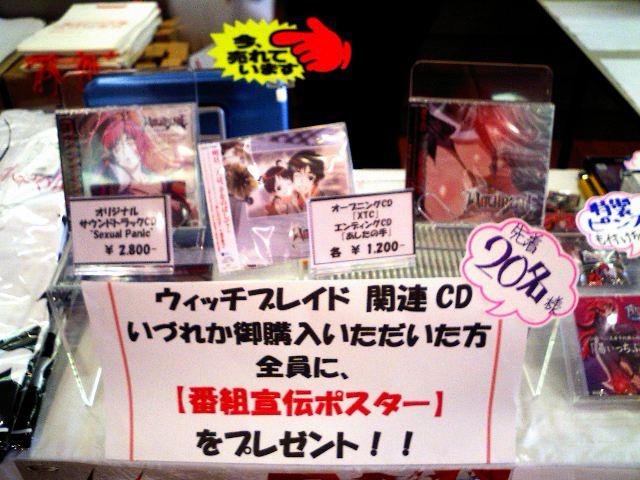 今、
売れて
います
オリジナル
サウンドトラックCD
"Sexual Panic"
¥ 2,800-
オープニングCD
「XTC」
エンディングCD
「あしたの手」
各 ¥ 1,200-
先着
20名様
ウィッチブレイド 関連CD
いづれか御購入いただいた方
全員に、
【番組宣伝ポスター】
をプレゼント!!